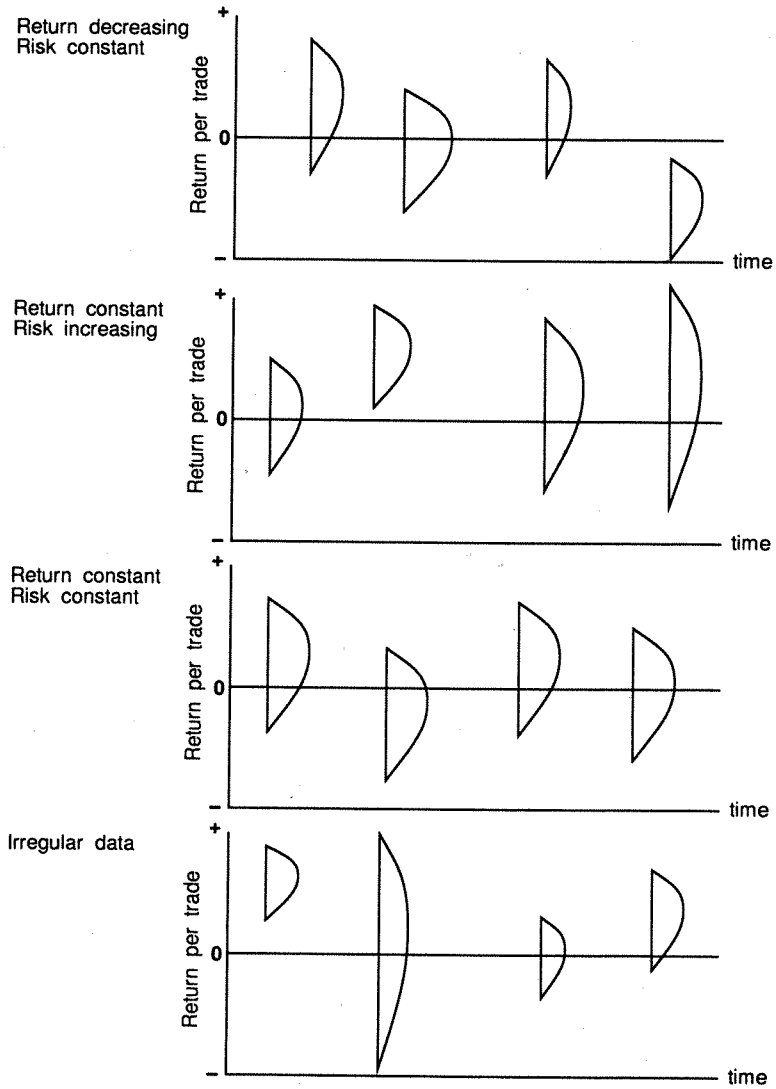 Return decreasing
Risk constant
+
Return per trade
0
–
time
Return constant
Risk increasing
+
Return per trade
0
–
time
Return constant
Risk constant
+
Return per trade
0
–
time
Irregular data
+
Return per trade
0
–
time